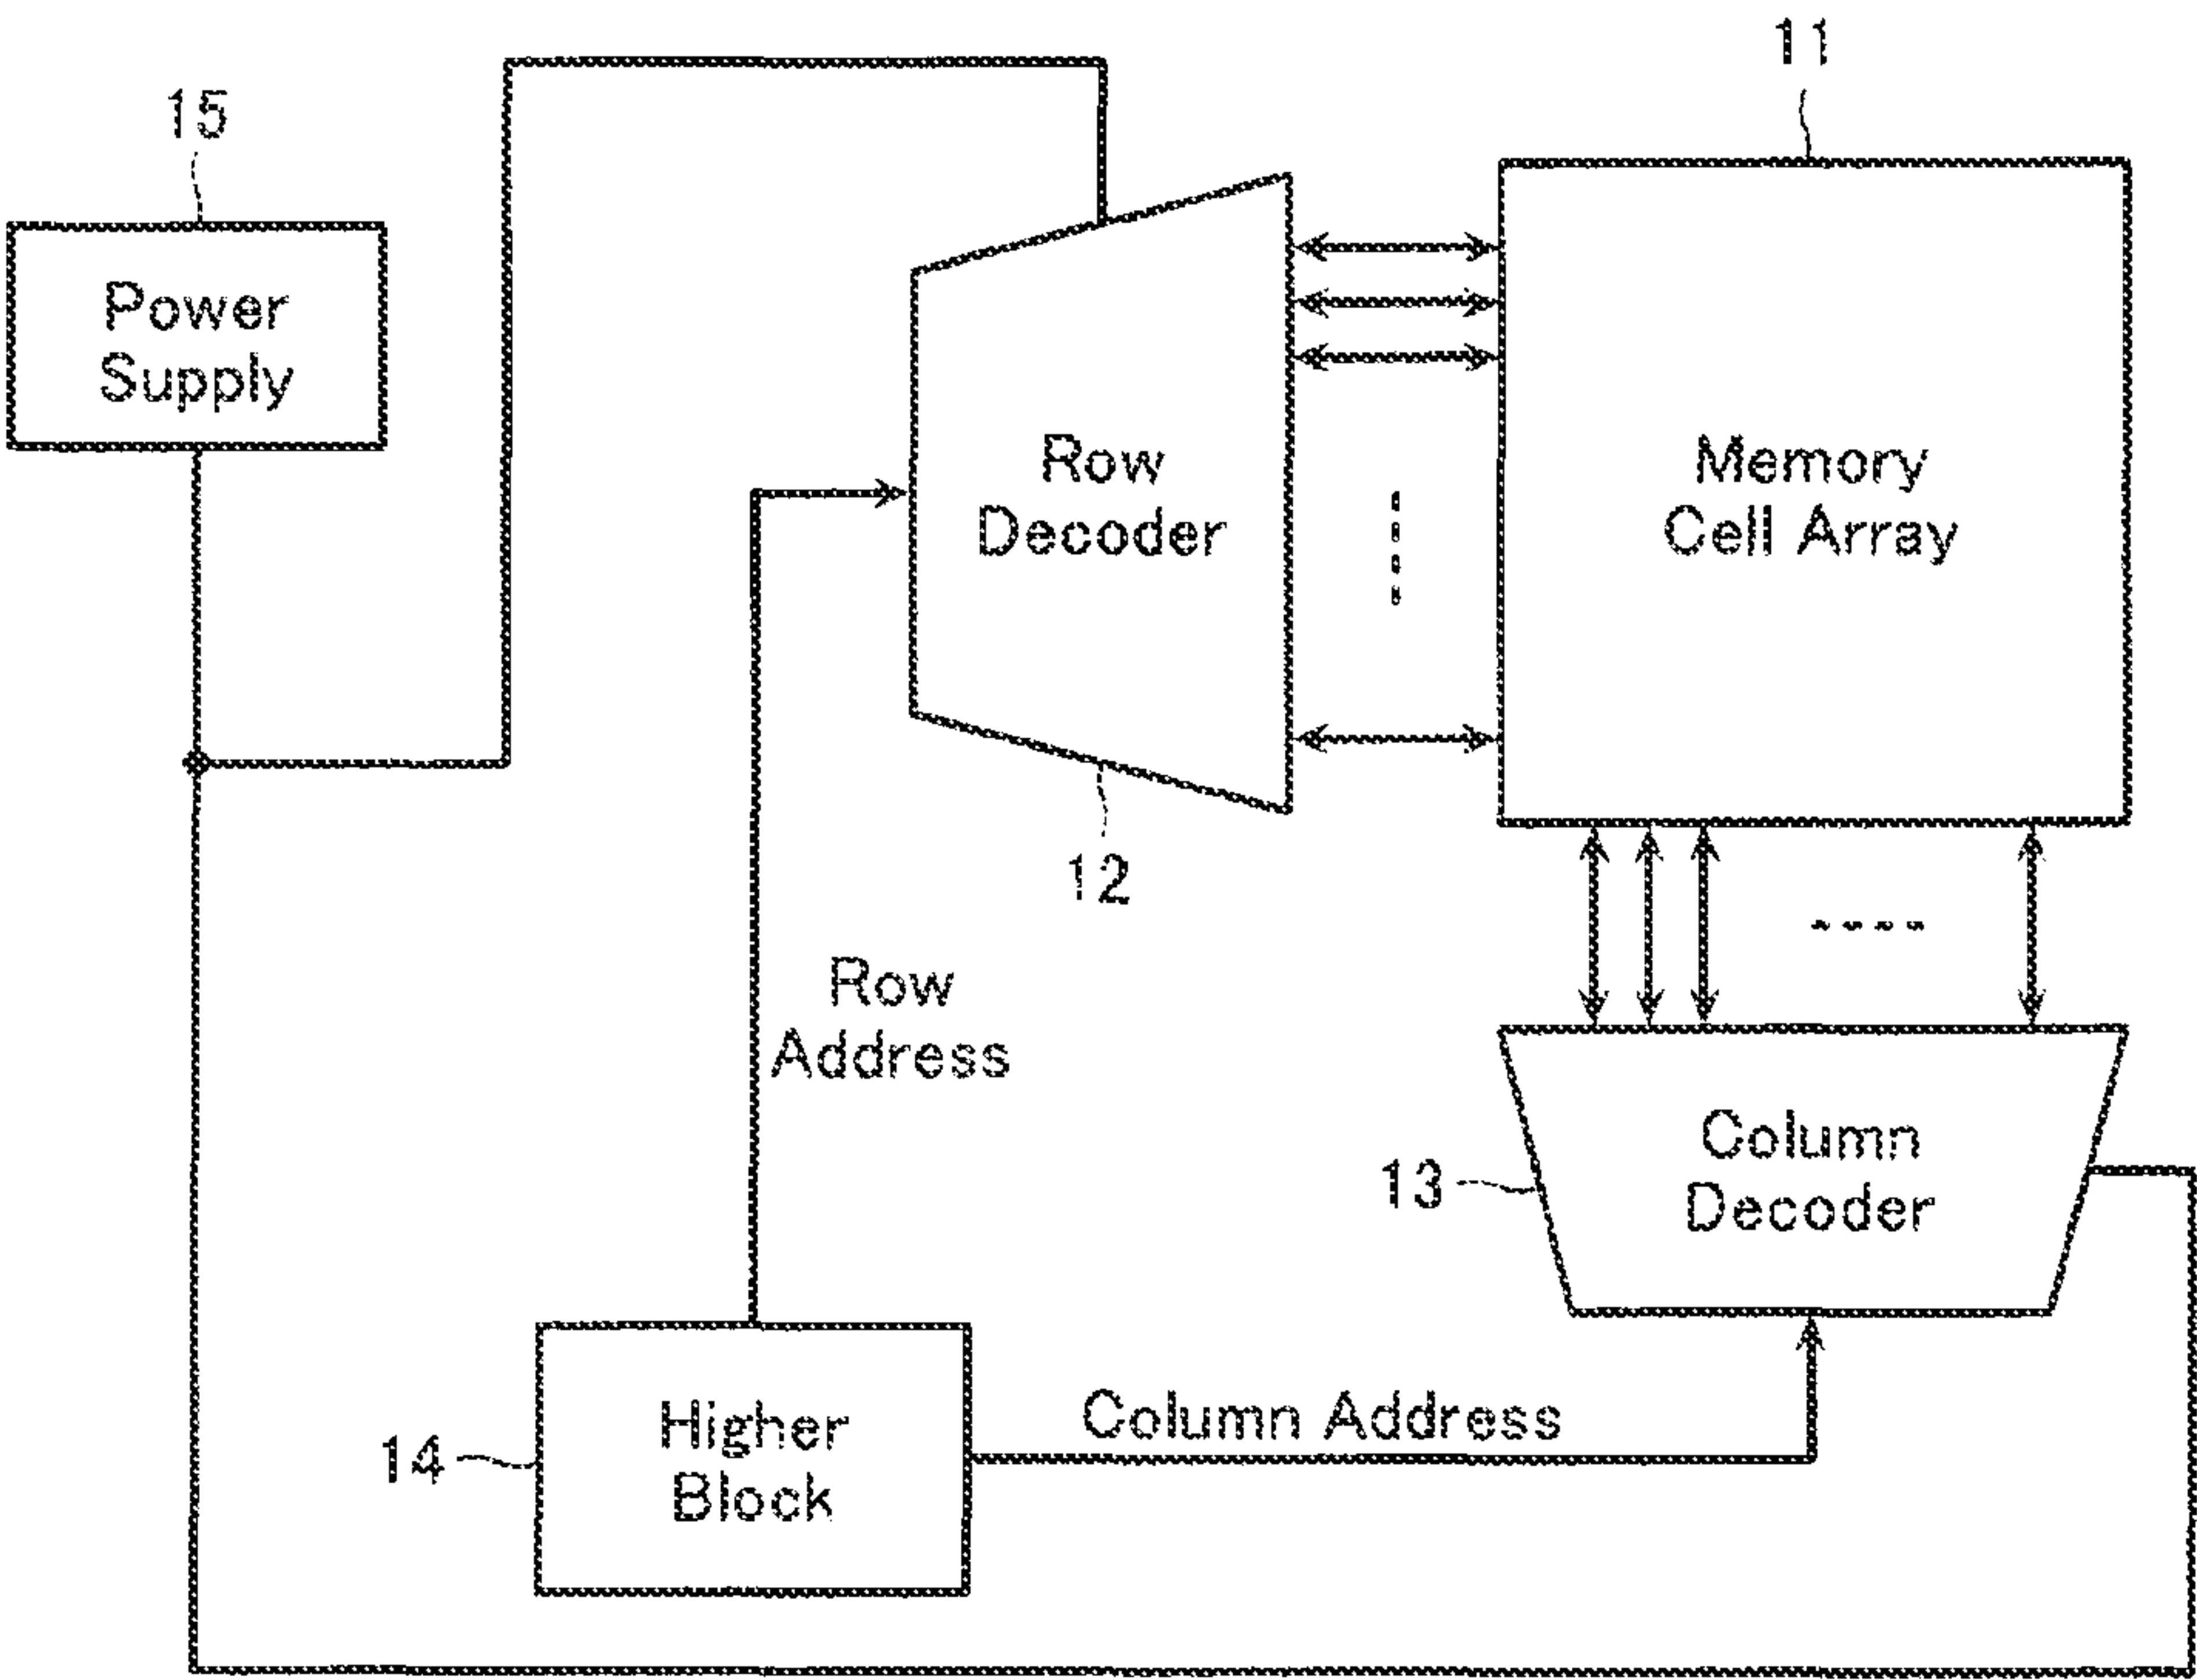 11
15
Power
Supply
Row
Decoder
Memory
Cell Array
12
Row
Address
Column
Decoder
13
Column Address
Higher
Block
14